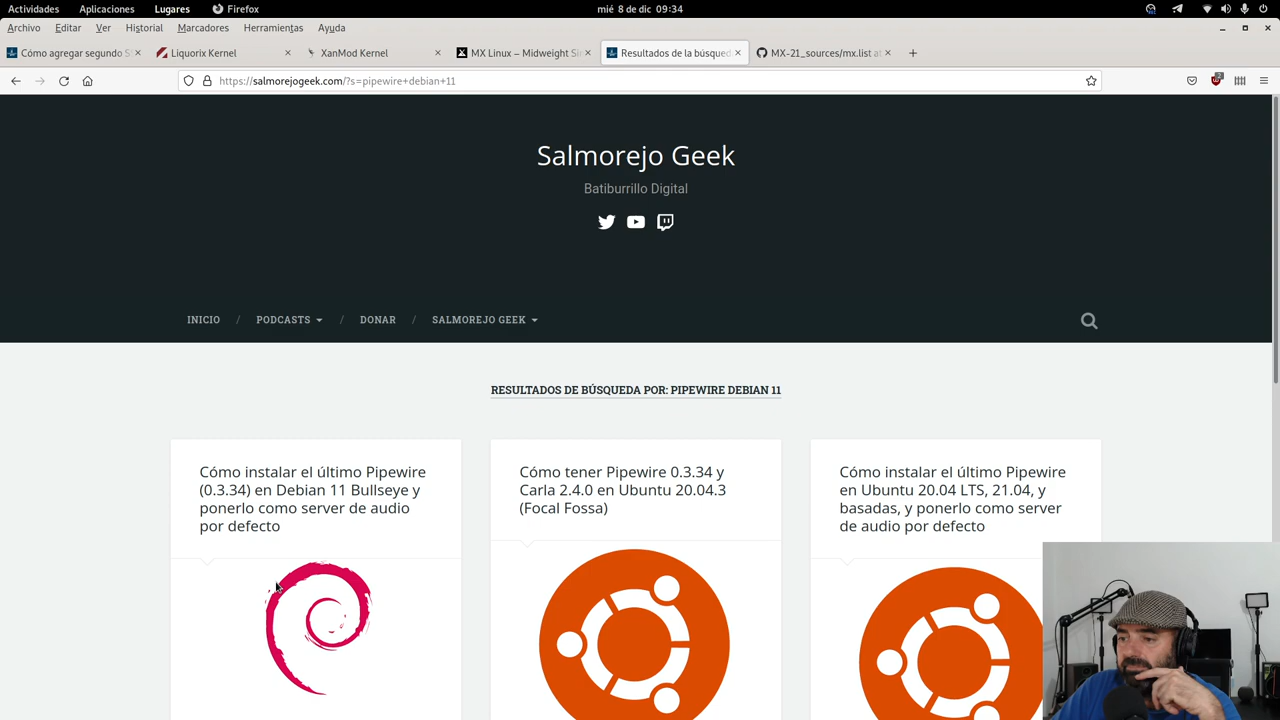 Actividades Aplicaciones Lugares Firefox mié 8 de dic 09:34
Archivo Editar Ver Historial Marcadores Herramientas Ayuda
Cómo agregar segundo Liquorix Kernel XanMod Kernel MX Linux – Midweight Resultados de la búsqued MX-21_sources/mx.list
https://salmorejogeek.com/?s=pipewire+debian+11
Salmorejo Geek
Batiburrillo Digital
INICIO / PODCASTS / DONAR / SALMOREJO GEEK
RESULTADOS DE BÚSQUEDA POR: PIPEWIRE DEBIAN 11
Cómo instalar el último Pipewire
(0.3.34) en Debian 11 Bullseye y
ponerlo como server de audio
por defecto
Cómo tener Pipewire 0.3.34 y
Carla 2.4.0 en Ubuntu 20.04.3
(Focal Fossa)
Cómo instalar el último Pipewire
en Ubuntu 20.04 LTS, 21.04, y
basadas, y ponerlo como server
de audio por defecto